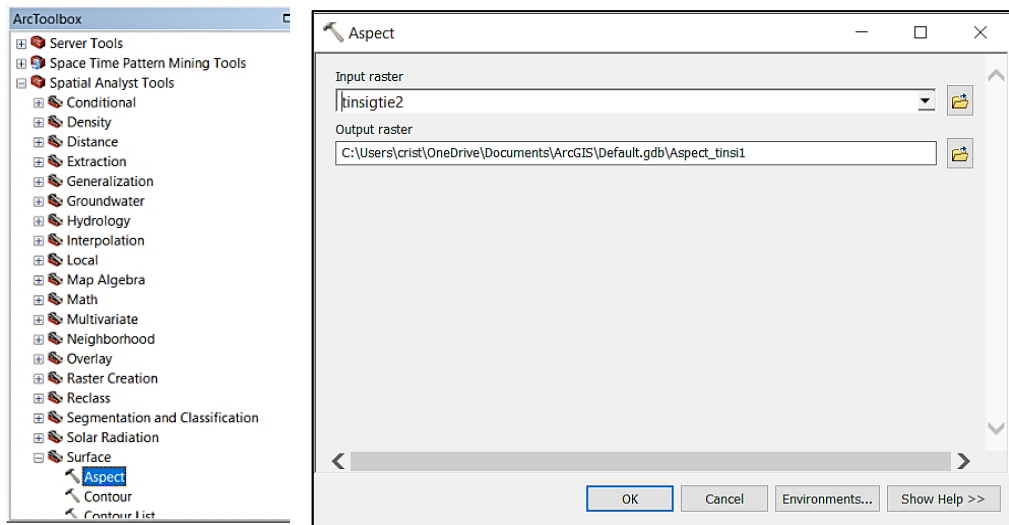 ArcToolbox
Server Tools
Space Time Pattern Mining Tools
Spatial Analyst Tools
Conditional
Density
Distance
Extraction
Generalization
Groundwater
Hydrology
Interpolation
Local
Map Algebra
Math
Multivariate
Neighborhood
Overlay
Raster Creation
Reclass
Segmentation and Classification
Solar Radiation
Surface
Aspect
Contour
Contour List
Aspect
Input raster
tinsigtie2
Output raster
C:\Users\crist\OneDrive\Documents\ArcGIS\Default.gdb\Aspect_tinsi1
OK Cancel Environments... Show Help >>